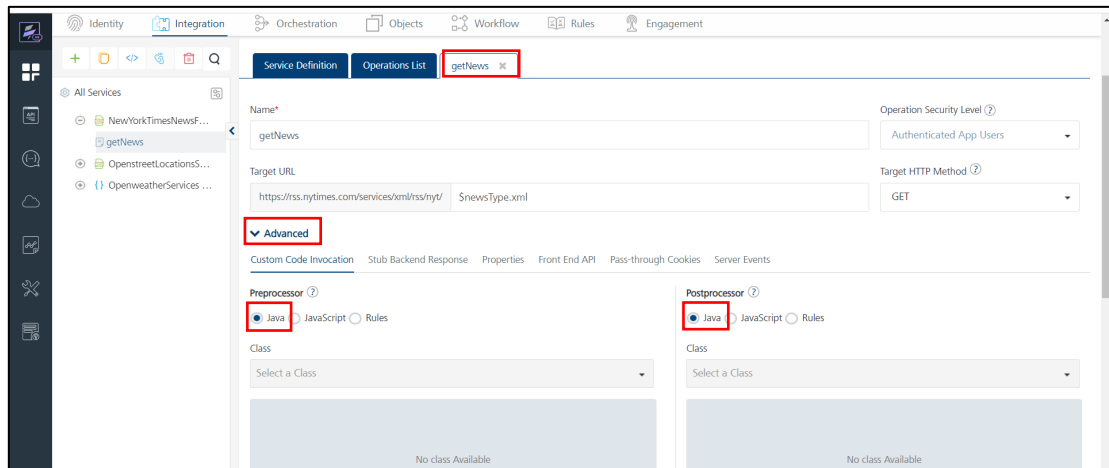 Identity Integration Orchestration Objects Workflow Rules Engagement
Service Definition Operations List getNews
All Services
NewYorkTimesNewsF...
getNews
OpenstreetLocationsS...
OpenweatherServices ...
Name*
Operation Security Level
getNews
Authenticated App Users
Target URL
Target HTTP Method
https://rss.nytimes.com/services/xml/rss/nyt/ $newsType.xml
GET
Advanced
Custom Code Invocation Stub Backend Response Properties Front End API Pass-through Cookies Server Events
Preprocessor
Postprocessor
Java JavaScript Rules
Java JavaScript Rules
Class
Class
Select a Class
Select a Class
No class Available
No class Available